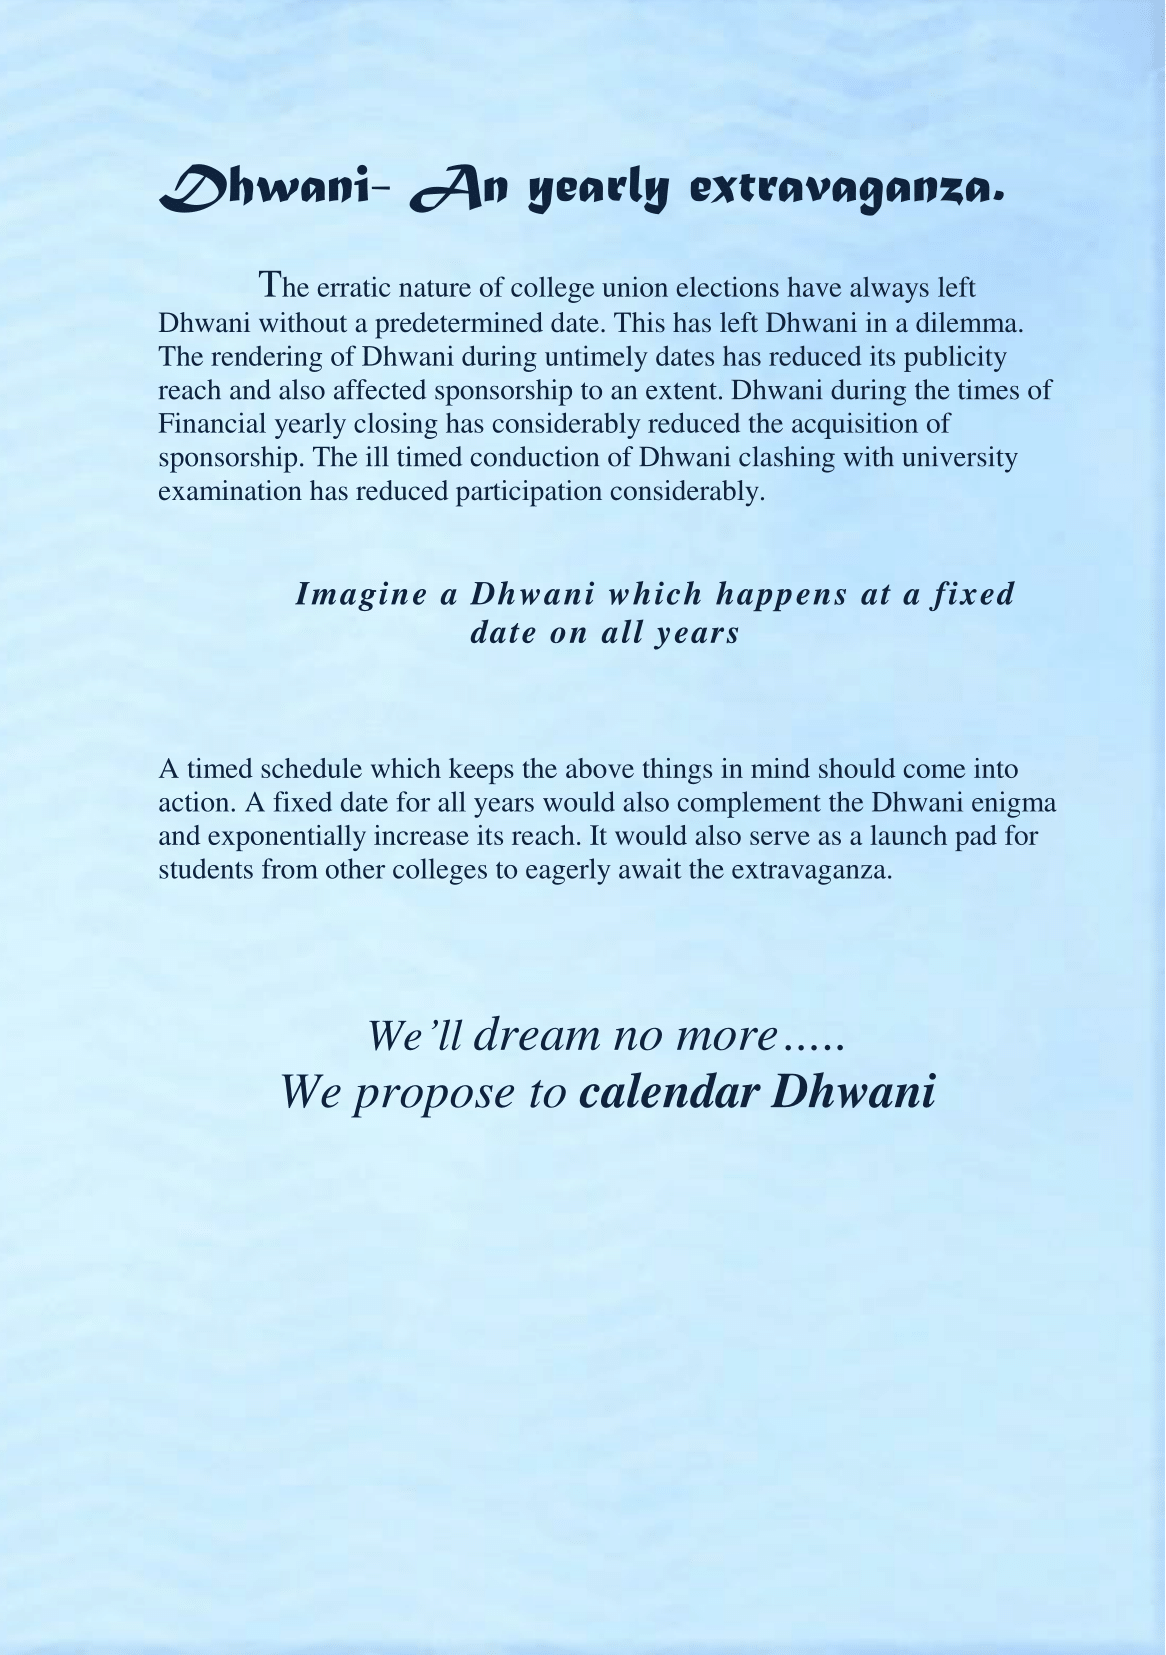 Dhwani- An yearly extravaganza.
The erratic nature of college union elections have always left
Dhwani without a predetermined date. This has left Dhwani in a dilemma.
The rendering of Dhwani during untimely dates has reduced its publicity
reach and also affected sponsorship to an extent. Dhwani during the times of
Financial yearly closing has considerably reduced the acquisition of
sponsorship. The ill timed conduction of Dhwani clashing with university
examination has reduced participation considerably.
Imagine a Dhwani which happens at a fixed
date on all years
A timed schedule which keeps the above things in mind should come into
action. A fixed date for all years would also complement the Dhwani enigma
and exponentially increase its reach. It would also serve as a launch pad for
students from other colleges to eagerly await the extravaganza.
We’ll dream no more…..
We propose to calendar Dhwani